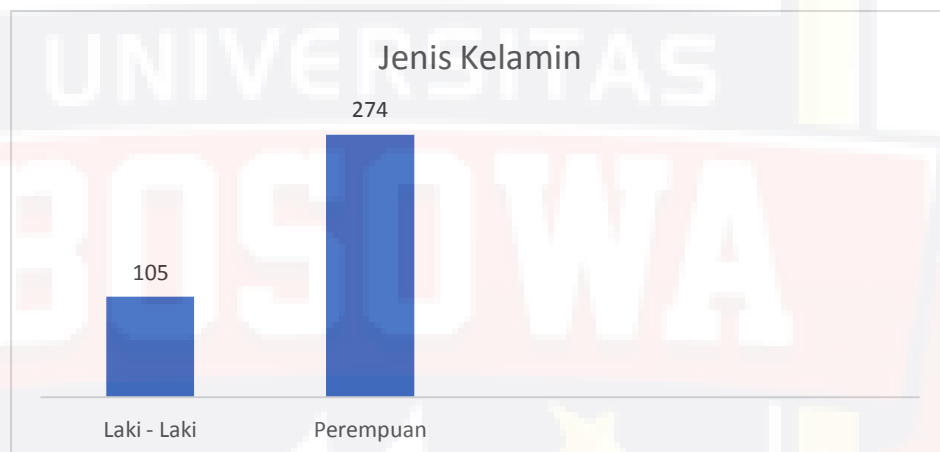 UNIVERSITAS
Jenis Kelamin
274
BOSOWA
105
Laki - Laki
Perempuan